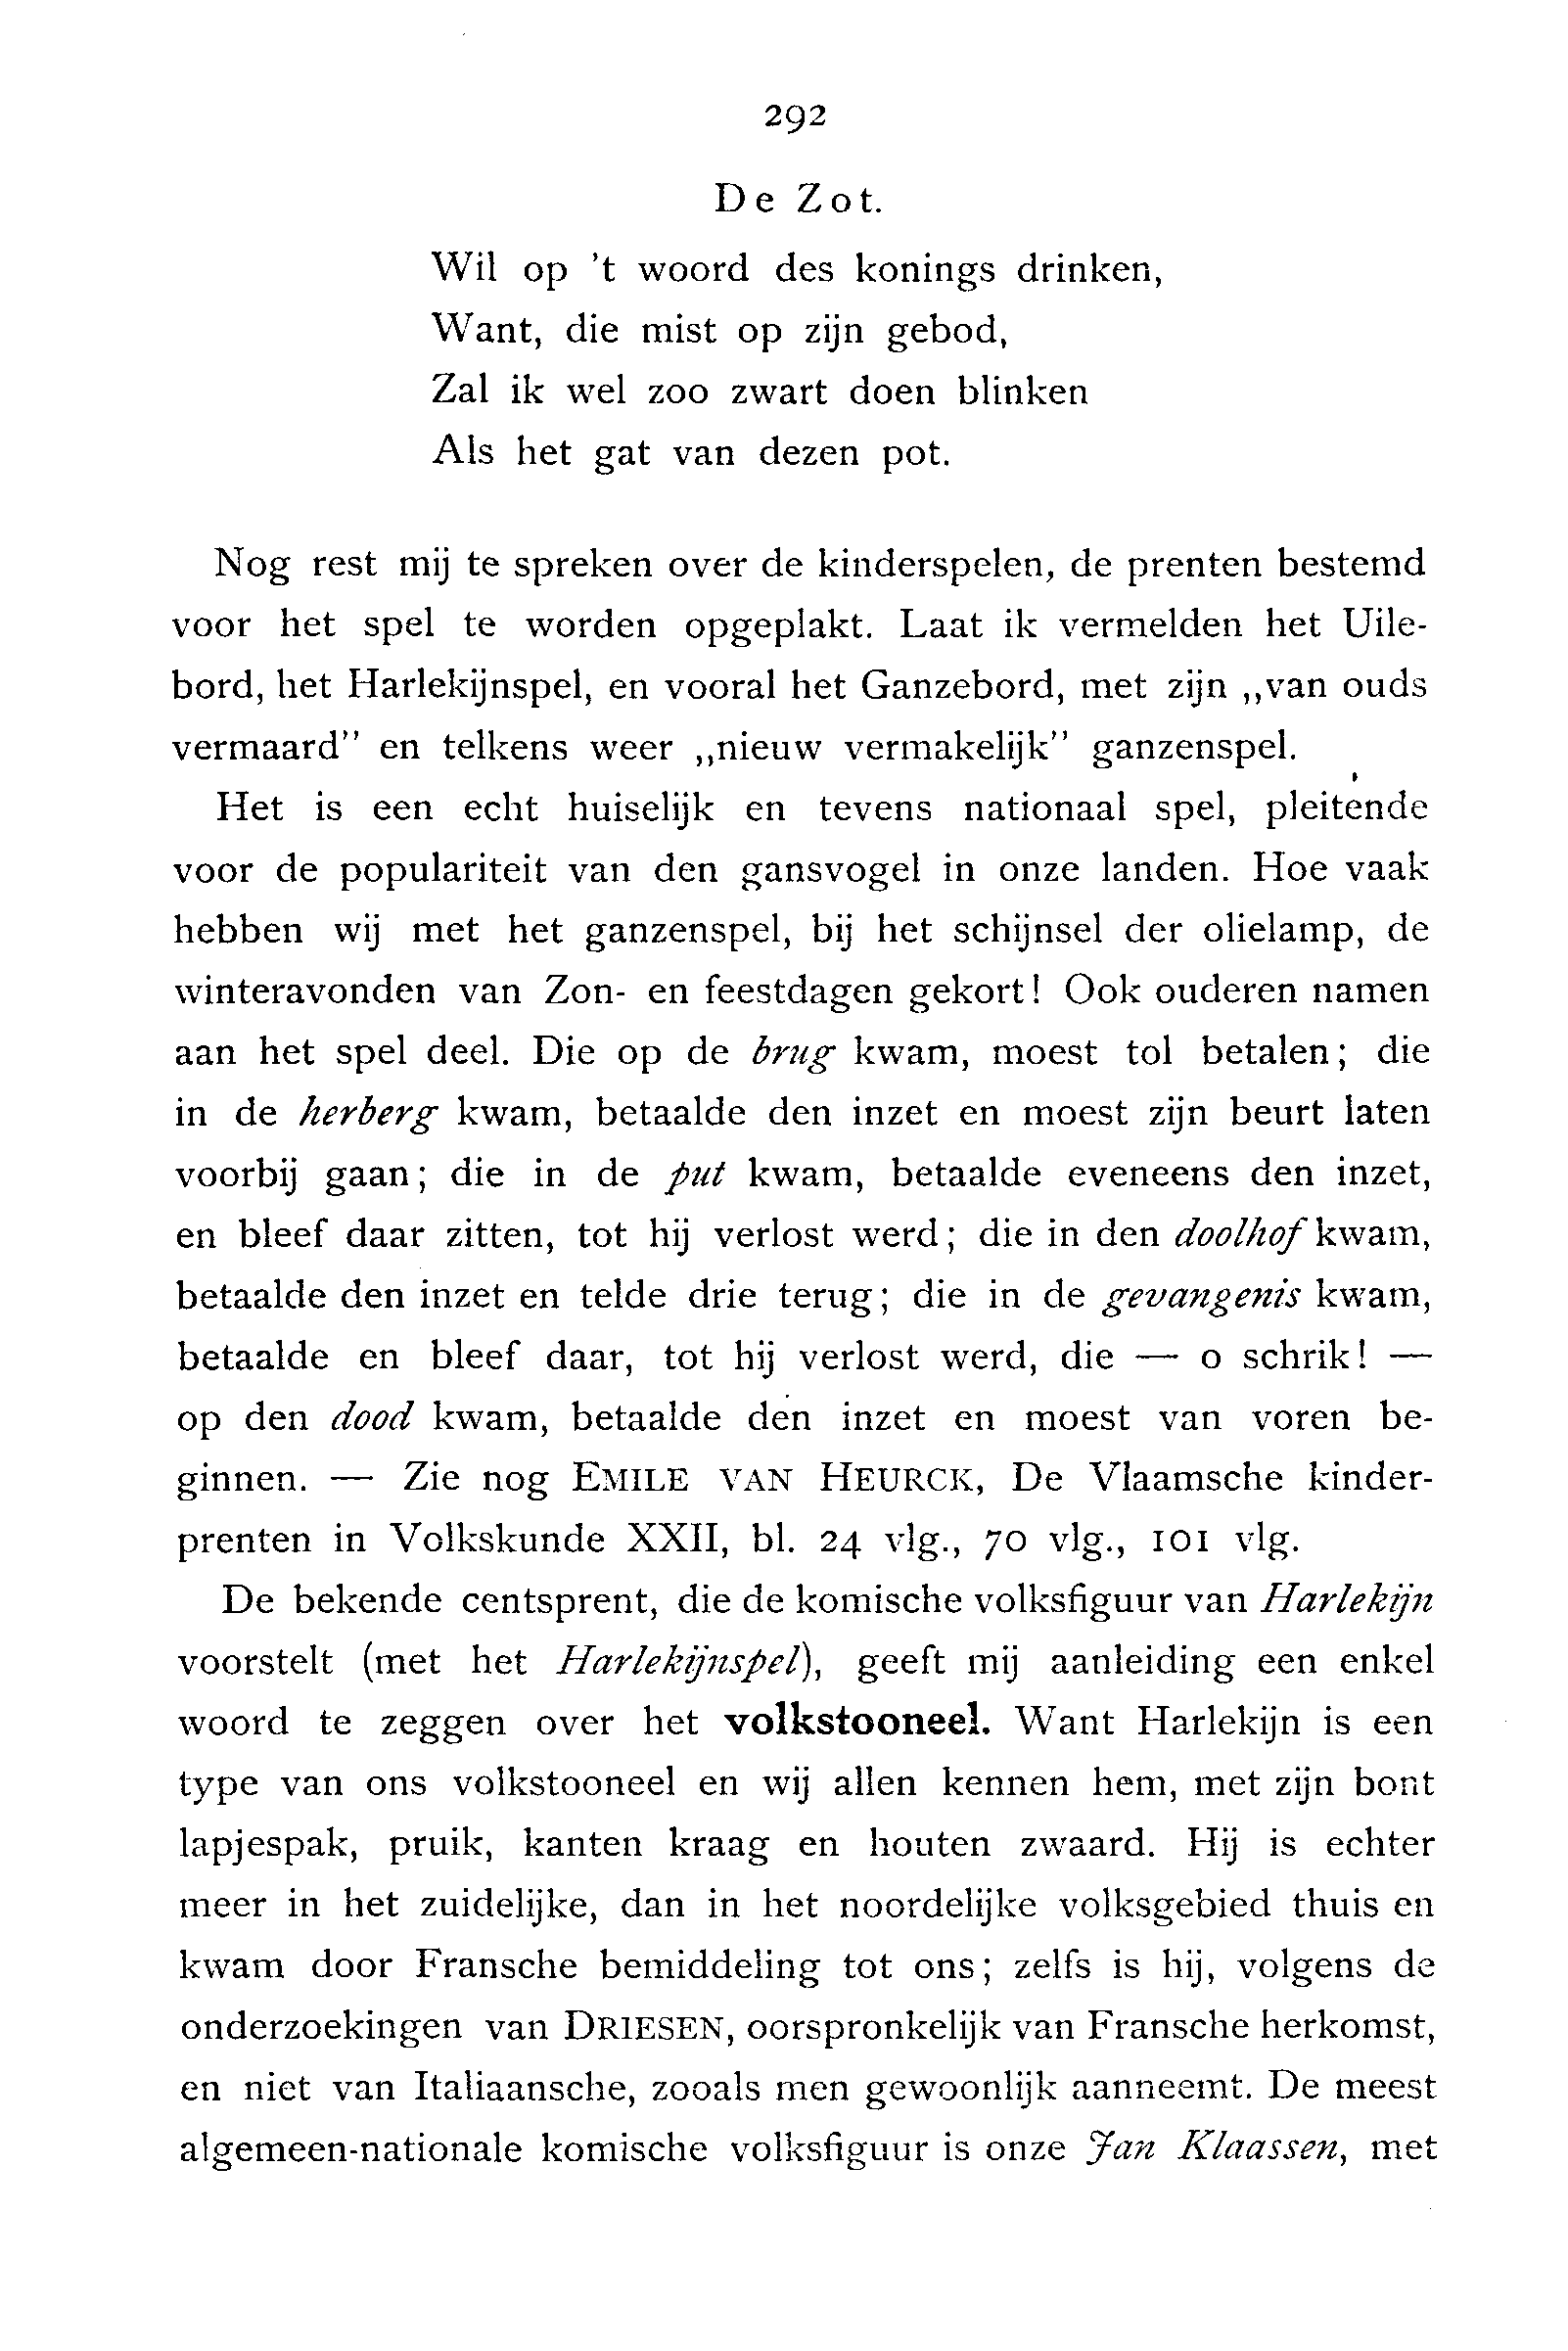 292
De Zot.
Wil op 't woord des konings drinken,
Want, die mist op zijn gebod,
Zal ik wel zoo zwart doen blinken
Als het gat van dezen pot.
Nog rest mij te spreken over de kinderspelen, de prenten bestemd
voor het spel te worden opgeplakt. Laat ik vermelden het Uile-
bord, het Harlekijnspel, en vooral het Ganzebord, met zijn „van ouds
vermaard” en telkens weer „nieuw vermakelijk” ganzenspel.
Het is een echt huiselijk en tevens nationaal spel, pleitende
voor de populariteit van den gansvogel in onze landen. Hoe vaak
hebben wij met het ganzenspel, bij het schijnsel der olielamp, de
winteravonden van Zon- en feestdagen gekort! Ook ouderen namen
aan het spel deel. Die op de brug kwam, moest tol betalen; die
in de herberg kwam, betaalde den inzet en moest zijn beurt laten
voorbij gaan; die in de put kwam, betaalde eveneens den inzet,
en bleef daar zitten, tot hij verlost werd; die in den doolhof kwam,
betaalde den inzet en telde drie terug; die in de gevangenis kwam,
betaalde en bleef daar, tot hij verlost werd, die — o schrik! —
op den dood kwam, betaalde den inzet en moest van voren be-
ginnen. — Zie nog EMILE VAN HEURCK, De Vlaamsche kinder-
prenten in Volkskunde XXII, bl. 24 vlg., 70 vlg., 101 vlg.
De bekende centsprent, die de komische volksfiguur van Harlekijn
voorstelt (met het Harlekijnspel), geeft mij aanleiding een enkel
woord te zeggen over het volkstooneel. Want Harlekijn is een
type van ons volkstooneel en wij allen kennen hem, met zijn bont
lapjespak, pruik, kanten kraag en houten zwaard. Hij is echter
meer in het zuidelijke, dan in het noordelijke volksgebied thuis en
kwam door Fransche bemiddeling tot ons; zelfs is hij, volgens de
onderzoekingen van DRIESEN, oorspronkelijk van Fransche herkomst,
en niet van Italiaansche, zooals men gewoonlijk aanneemt. De meest
algemeen-nationale komische volksfiguur is onze Jan Klaassen, met